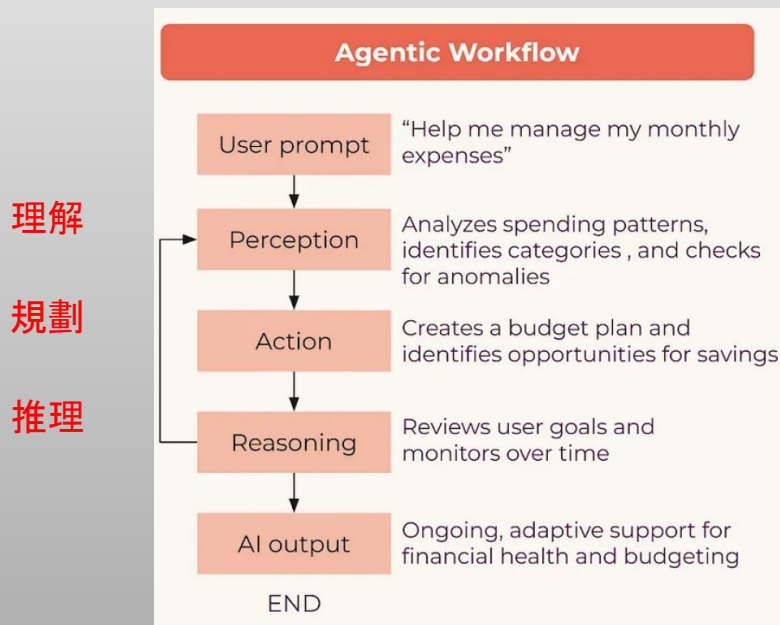 Agentic Workflow
User prompt
“Help me manage my monthly
expenses”
理解
Perception
Analyzes spending patterns,
identifies categories , and checks
for anomalies
規劃
Action
Creates a budget plan and
identifies opportunities for savings
推理
Reasoning
Reviews user goals and
monitors over time
AI output
Ongoing, adaptive support for
financial health and budgeting
END